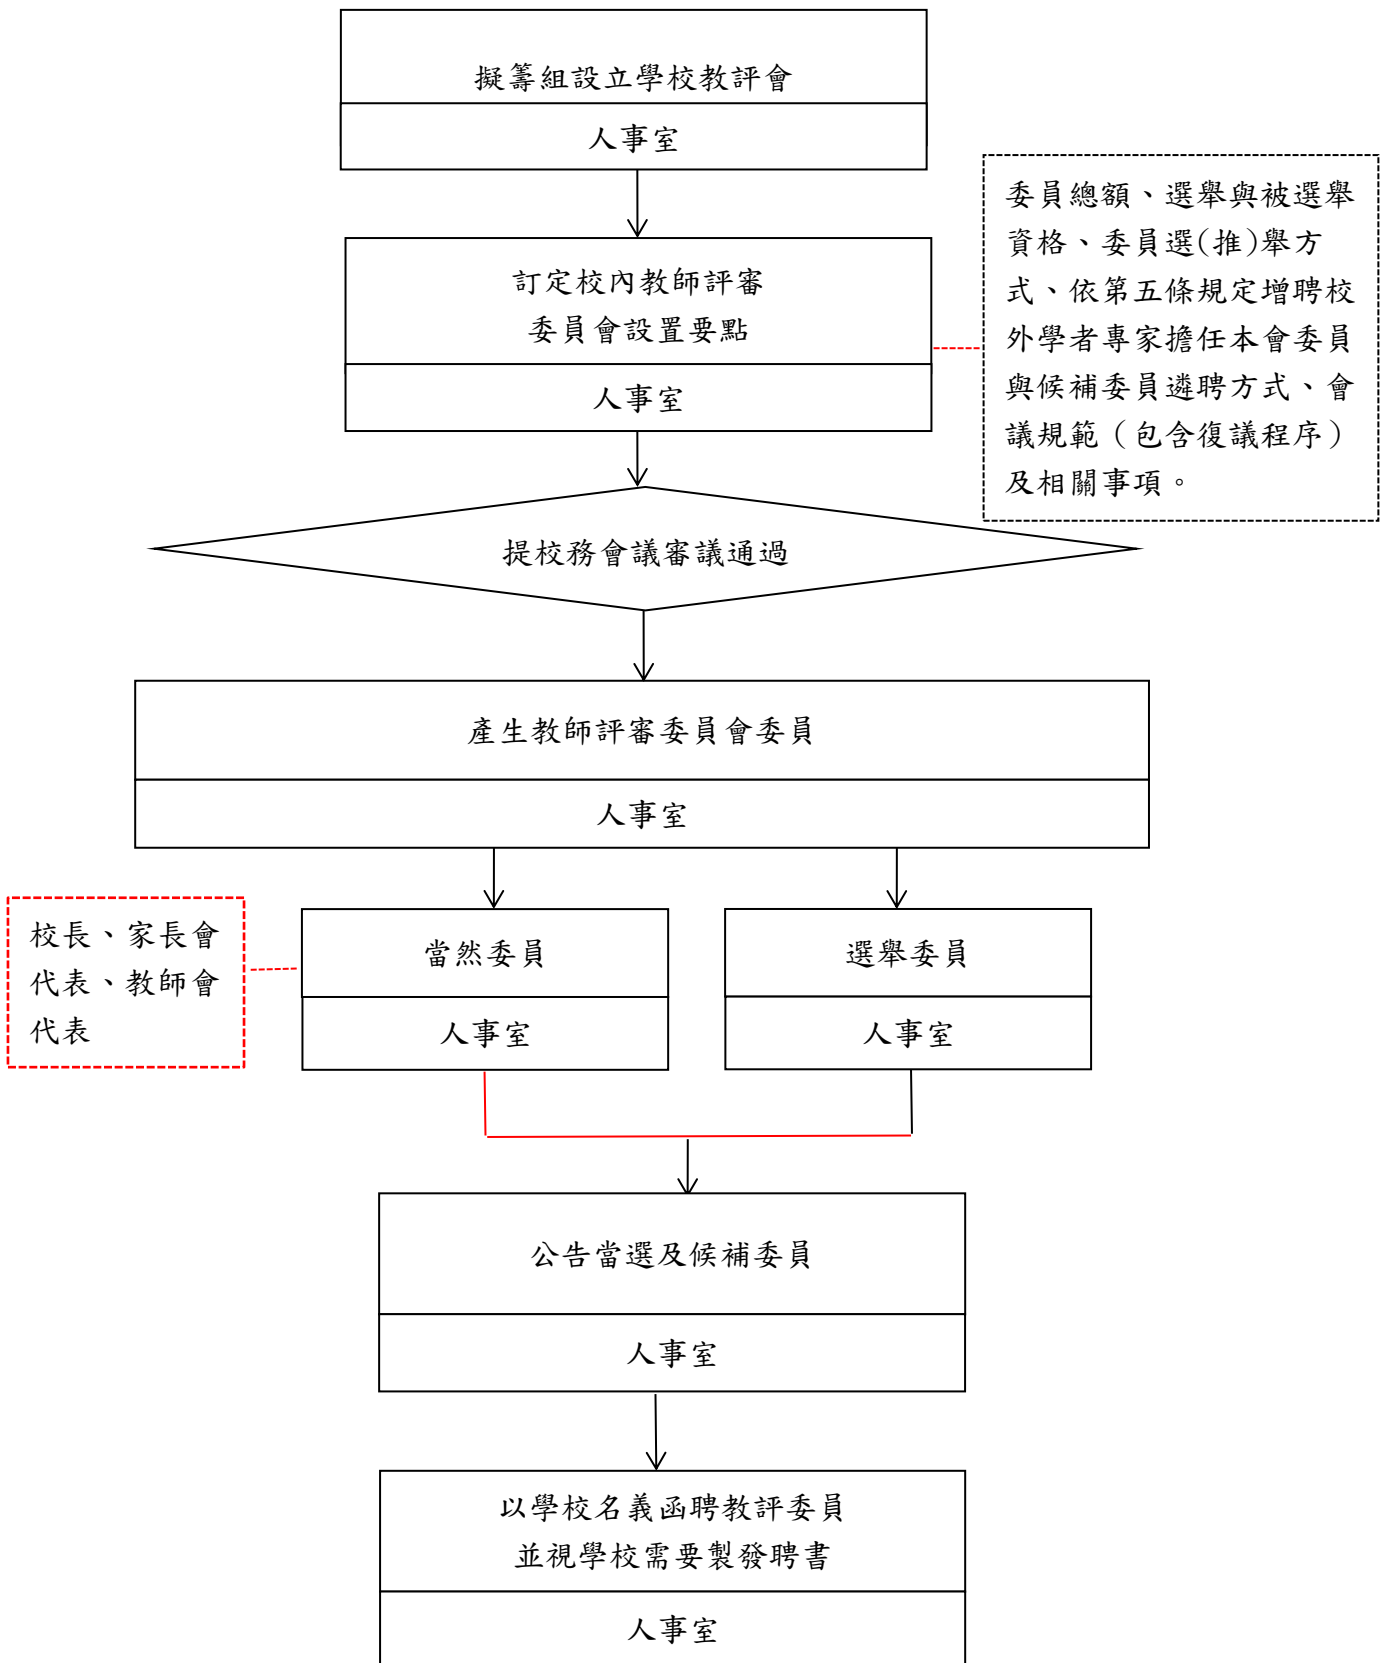 擬籌組設立學校教評會
人事室
訂定校內教師評審
委員會設置要點
人事室
委員總額、選舉與被選舉
資格、委員選(推)舉方
式、依第五條規定增聘校
外學者專家擔任本會委員
與候補委員遴聘方式、會
議規範（包含復議程序）
及相關事項。
提校務會議審議通過
產生教師評審委員會委員
人事室
校長、家長會
代表、教師會
代表
當然委員
人事室
選舉委員
人事室
公告當選及候補委員
人事室
以學校名義函聘教評委員
並視學校需要製發聘書
人事室